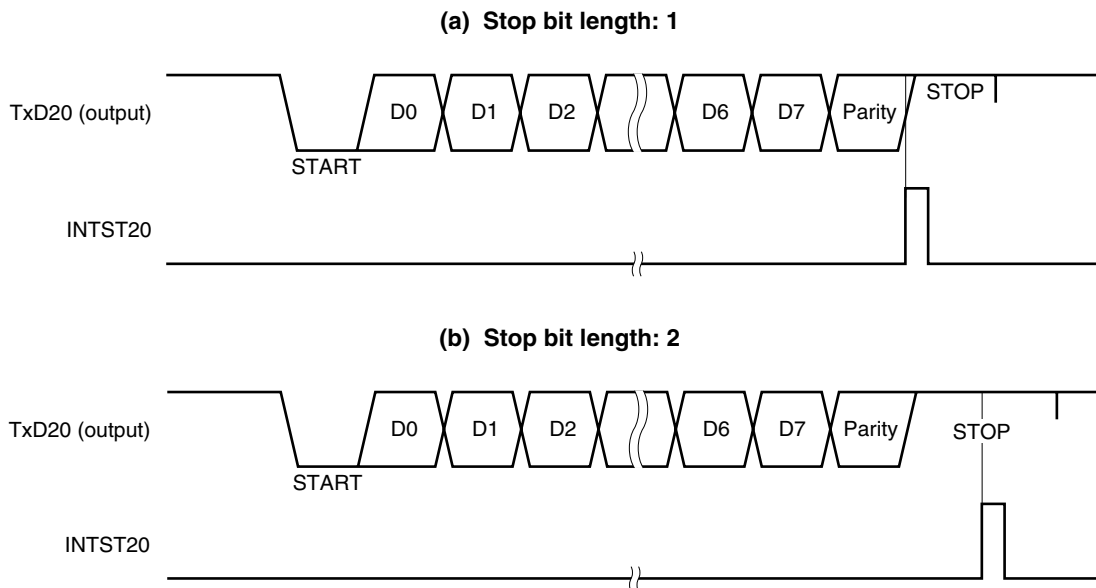 (a) Stop bit length: 1
TxD20 (output)
D0 D1 D2 D6 D7 Parity STOP
START
INTST20
(b) Stop bit length: 2
TxD20 (output)
D0 D1 D2 D6 D7 Parity STOP
START
INTST20